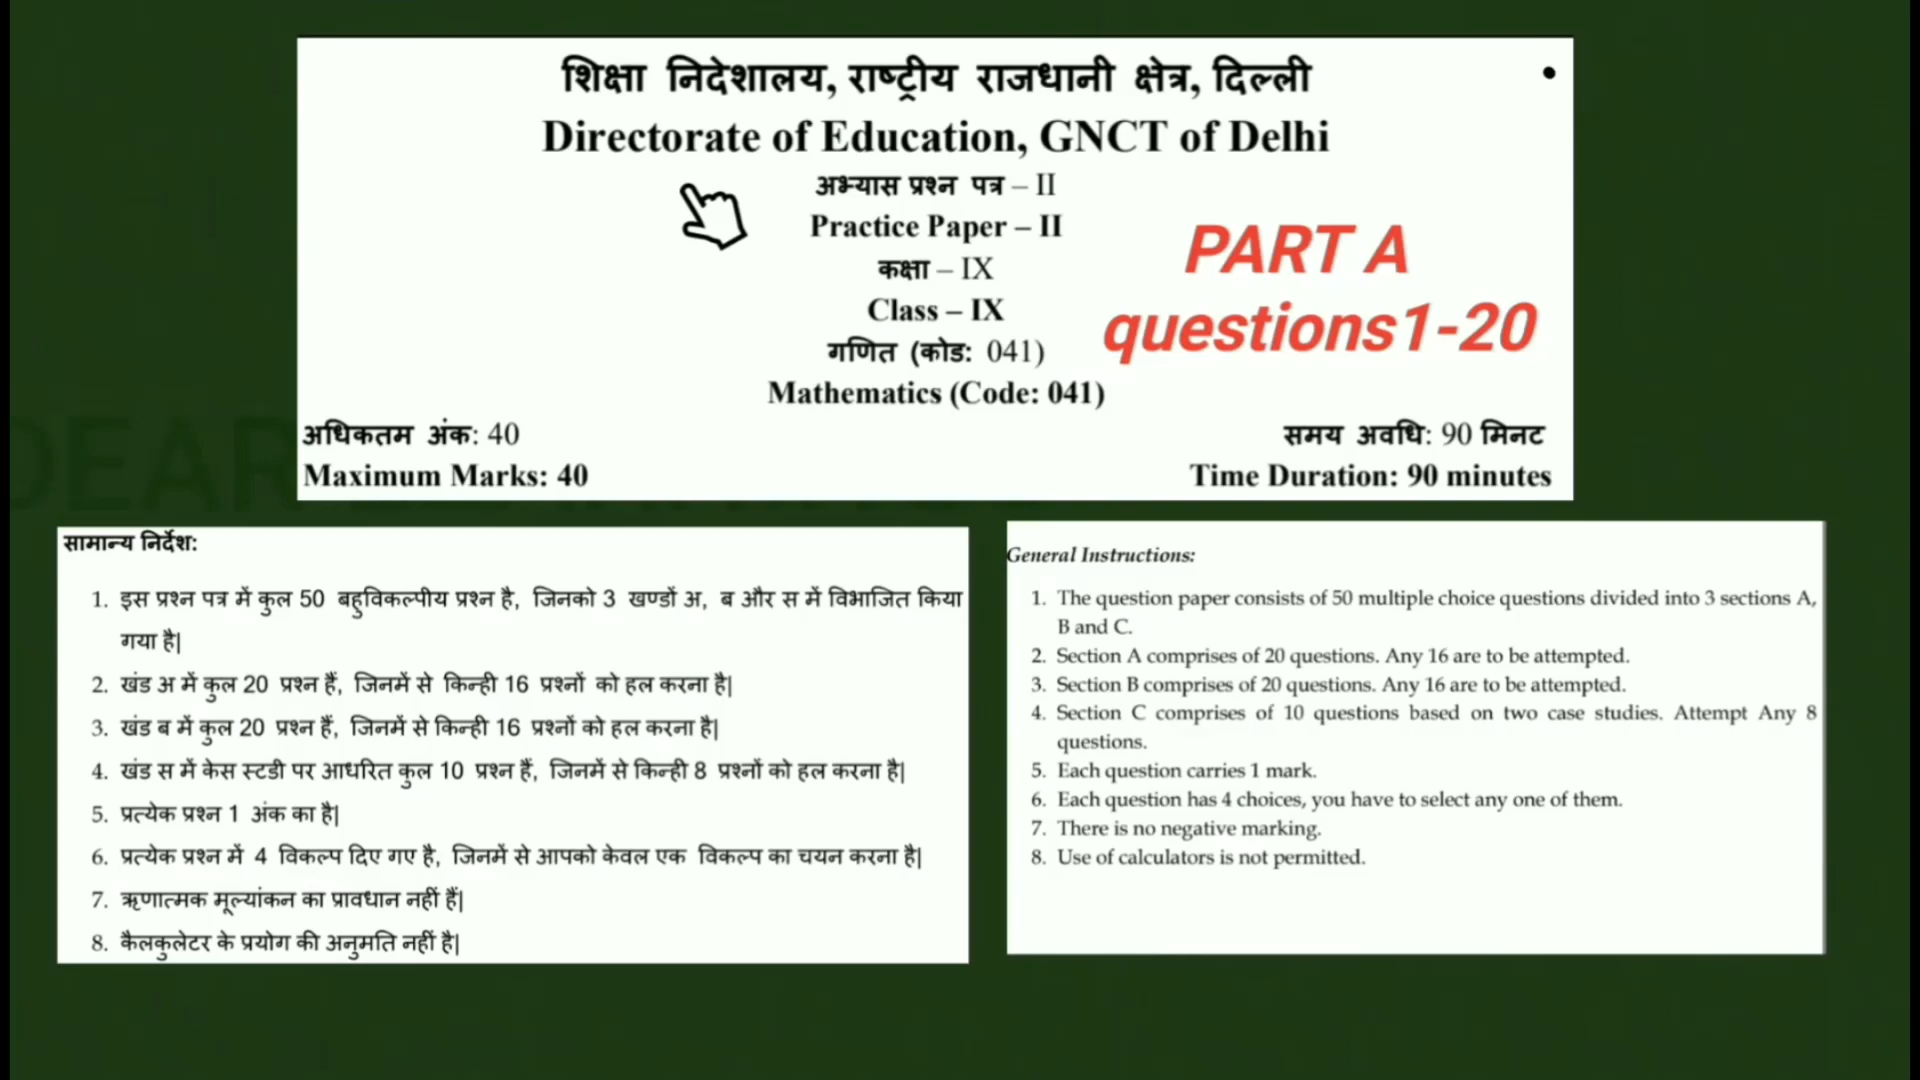 शिक्षा निदेशालय, राष्ट्रीय राजधानी क्षेत्र, दिल्ली
Directorate of Education, GNCT of Delhi
अभ्यास प्रश्न पत्र – II
Practice Paper – II
कक्षा – IX
Class – IX
गणित (कोड: 041)
Mathematics (Code: 041)
PART A
questions1-20
अधिकतम अंक: 40
समय अवधि: 90 मिनट
Maximum Marks: 40
Time Duration: 90 minutes
सामान्य निर्देश:
1. इस प्रश्न पत्र में कुल 50 बहुविकल्पीय प्रश्न है, जिनको 3 खण्डों अ, ब और स में विभाजित किया
गया है|
2. खंड अ में कुल 20 प्रश्न हैं, जिनमें से किन्ही 16 प्रश्नों को हल करना है|
3. खंड ब में कुल 20 प्रश्न हैं, जिनमें से किन्ही 16 प्रश्नों को हल करना है|
4. खंड स में केस स्टडी पर आधरित कुल 10 प्रश्न हैं, जिनमें से किन्ही 8 प्रश्नों को हल करना है|
5. प्रत्येक प्रश्न 1 अंक का है|
6. प्रत्येक प्रश्न में 4 विकल्प दिए गए है, जिनमें से आपको केवल एक विकल्प का चयन करना है|
7. ऋणात्मक मूल्यांकन का प्रावधान नहीं हैं|
8. कैलकुलेटर के प्रयोग की अनुमति नहीं है|
General Instructions:
1. The question paper consists of 50 multiple choice questions divided into 3 sections A,
B and C.
2. Section A comprises of 20 questions. Any 16 are to be attempted.
3. Section B comprises of 20 questions. Any 16 are to be attempted.
4. Section C comprises of 10 questions based on two case studies. Attempt Any 8
questions.
5. Each question carries 1 mark.
6. Each question has 4 choices, you have to select any one of them.
7. There is no negative marking.
8. Use of calculators is not permitted.